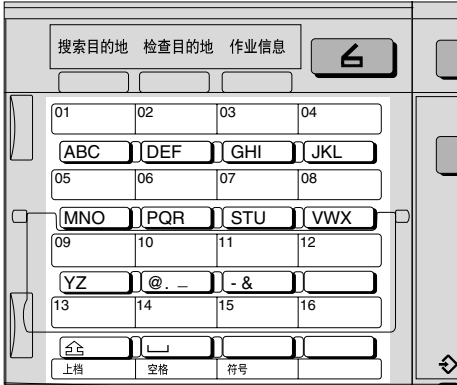 搜索目的地 检查目的地 作业信息
01 02 03 04
ABC DEF GHI JKL
05 06 07 08
MNO PQR STU VWX
09 10 11 12
YZ @. _ - &
13 14 15 16
上档 空格 符号